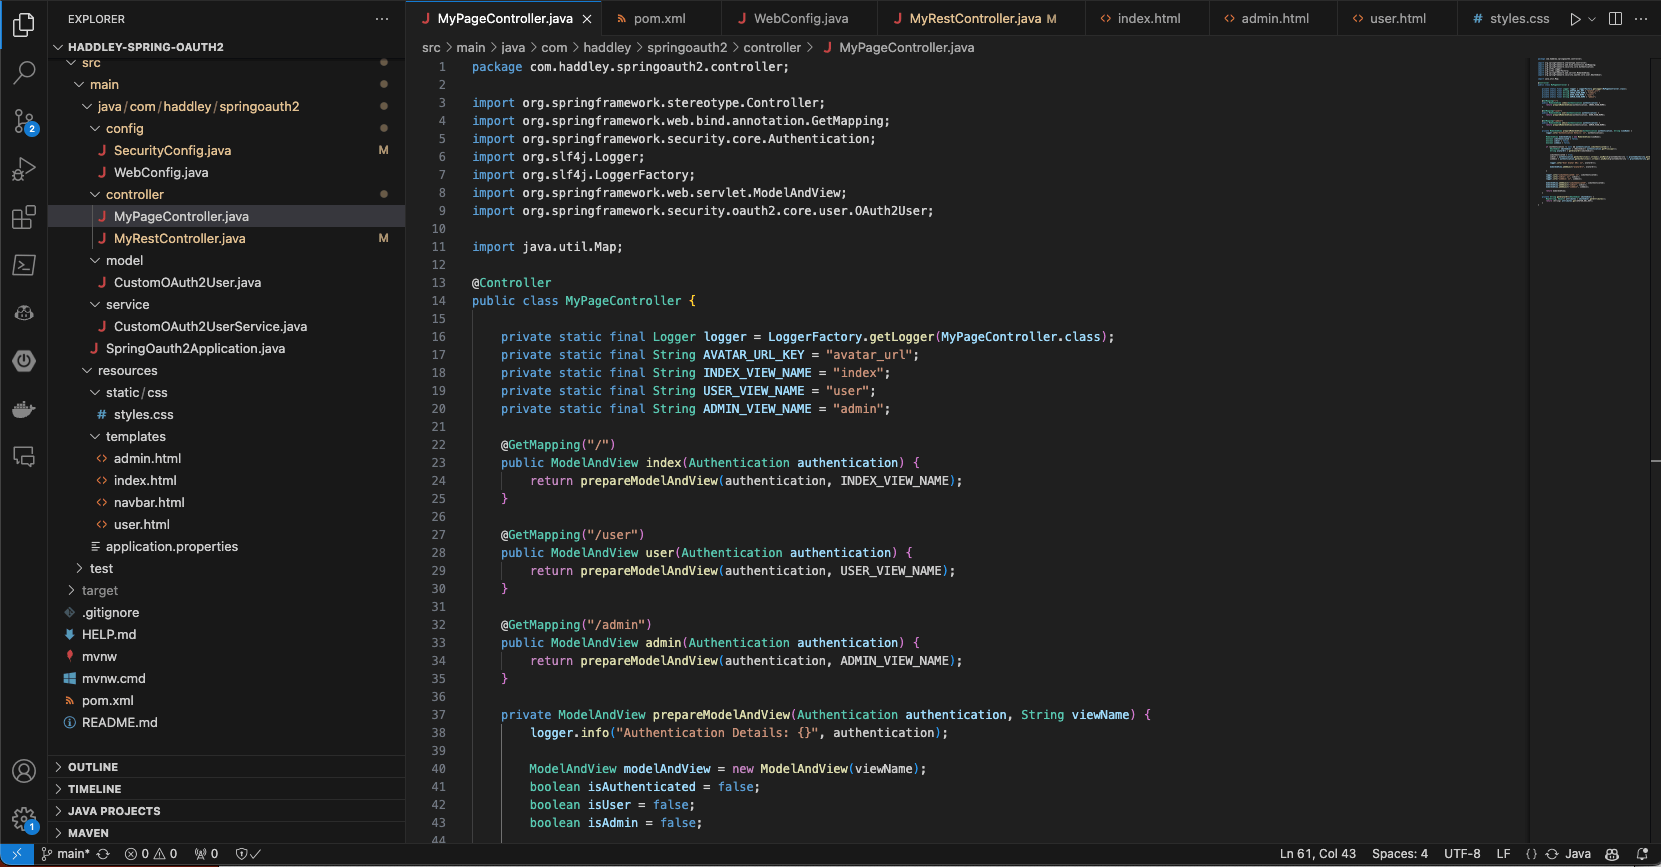 EXPLORER
HADDLEY-SPRING-OAUTH2
src
main
java/com/haddley/springoauth2
config
SecurityConfig.java M
WebConfig.java
controller
MyPageController.java
MyRestController.java M
model
CustomOAuth2User.java
service
CustomOAuth2UserService.java
SpringOauth2Application.java
resources
static/css
styles.css
templates
admin.html
index.html
navbar.html
user.html
application.properties
test
target
.gitignore
HELP.md
mvnw
mvnw.cmd
pom.xml
README.md
OUTLINE
TIMELINE
JAVA PROJECTS
MAVEN
2
1
MyPageController.java pom.xml WebConfig.java MyRestController.java M index.html admin.html user.html styles.css
src > main > java > com > haddley > springoauth2 > controller > MyPageController.java
1 package com.haddley.springoauth2.controller;
2
3 import org.springframework.stereotype.Controller;
4 import org.springframework.web.bind.annotation.GetMapping;
5 import org.springframework.security.core.Authentication;
6 import org.slf4j.Logger;
7 import org.slf4j.LoggerFactory;
8 import org.springframework.web.servlet.ModelAndView;
9 import org.springframework.security.oauth2.core.user.OAuth2User;
10
11 import java.util.Map;
12
13 @Controller
14 public class MyPageController {
15
16 private static final Logger logger = LoggerFactory.getLogger(MyPageController.class);
17 private static final String AVATAR_URL_KEY = "avatar_url";
18 private static final String INDEX_VIEW_NAME = "index";
19 private static final String USER_VIEW_NAME = "user";
20 private static final String ADMIN_VIEW_NAME = "admin";
21
22 @GetMapping("/")
23 public ModelAndView index(Authentication authentication) {
24 return prepareModelAndView(authentication, INDEX_VIEW_NAME);
25 }
26
27 @GetMapping("/user")
28 public ModelAndView user(Authentication authentication) {
29 return prepareModelAndView(authentication, USER_VIEW_NAME);
30 }
31
32 @GetMapping("/admin")
33 public ModelAndView admin(Authentication authentication) {
34 return prepareModelAndView(authentication, ADMIN_VIEW_NAME);
35 }
36
37 private ModelAndView prepareModelAndView(Authentication authentication, String viewName) {
38 logger.info("Authentication Details: {}", authentication);
39
40 ModelAndView modelAndView = new ModelAndView(viewName);
41 boolean isAuthenticated = false;
42 boolean isUser = false;
43 boolean isAdmin = false;
44
main* 0 0 0 Ln 61, Col 43 Spaces: 4 UTF-8 LF {} Java